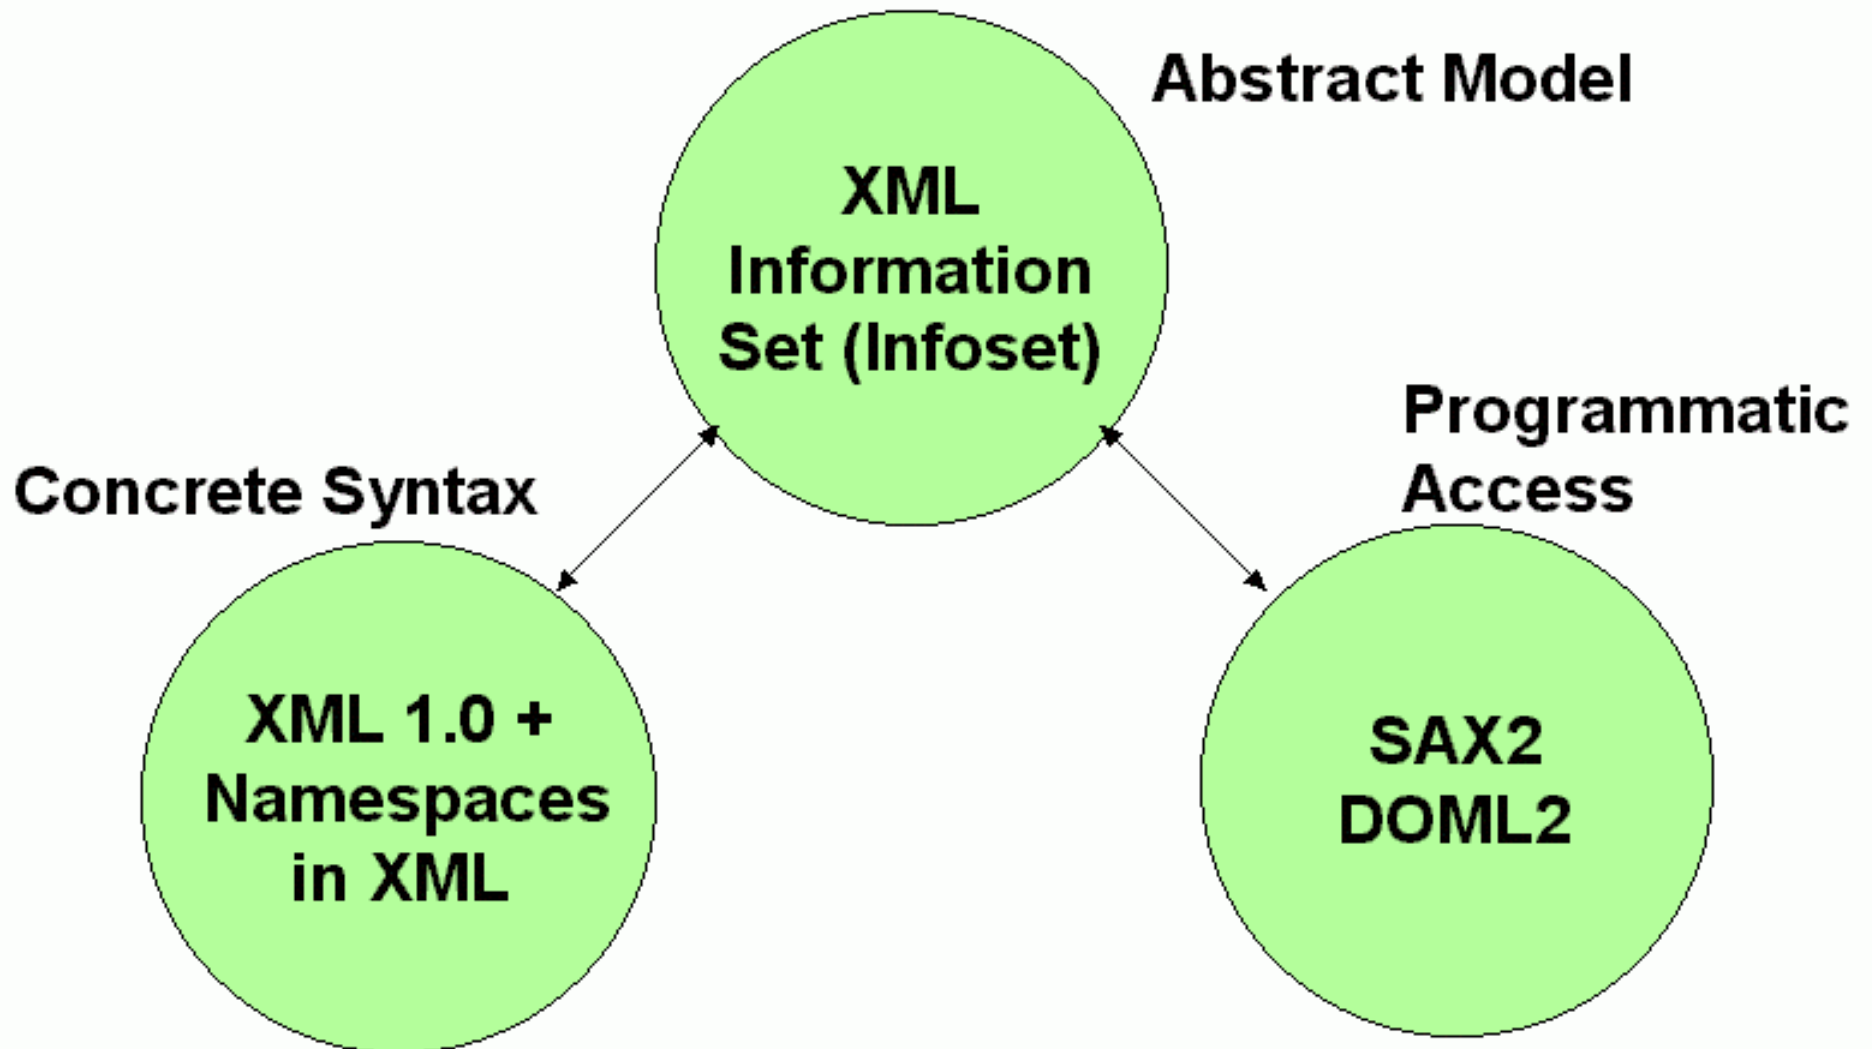 Abstract Model
XML
Information
Set (Infoset)
Programmatic
Access
Concrete Syntax
XML 1.0 +
Namespaces
in XML
SAX2
DOML2